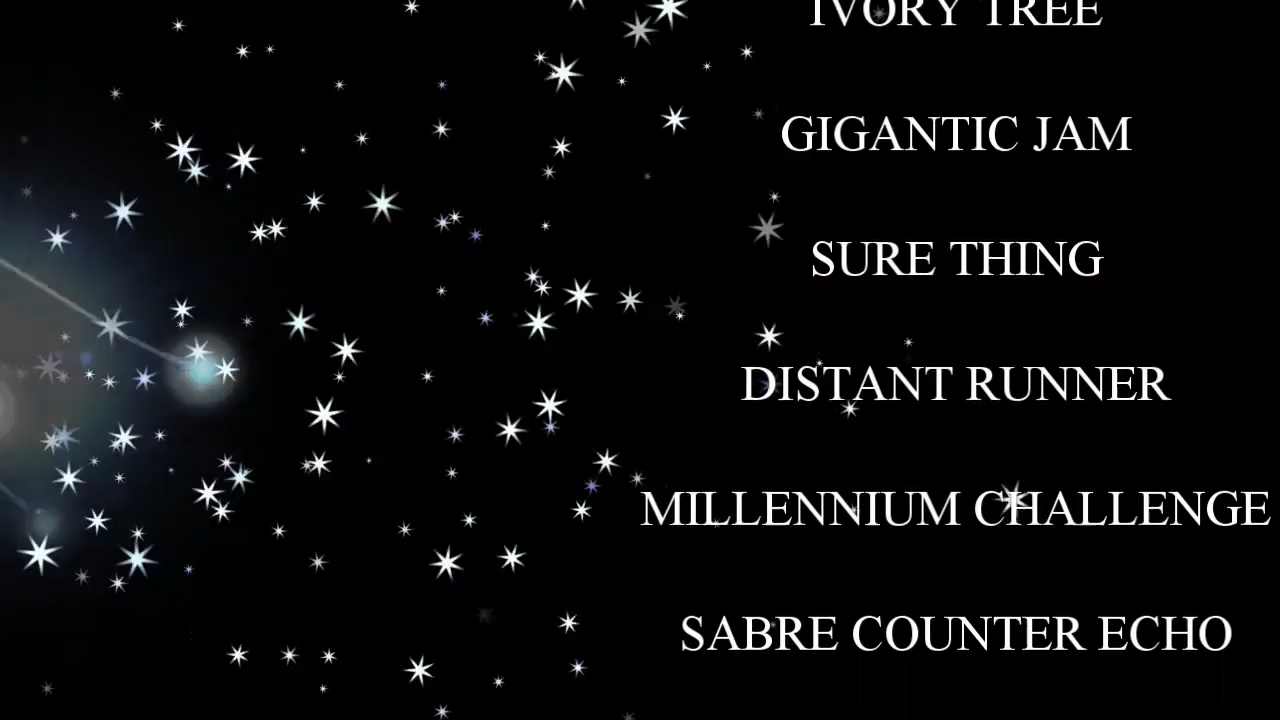 IVORY TREE
GIGANTIC JAM
SURE THING
DISTANT RUNNER
MILLENNIUM CHALLENGE
SABRE COUNTER ECHO